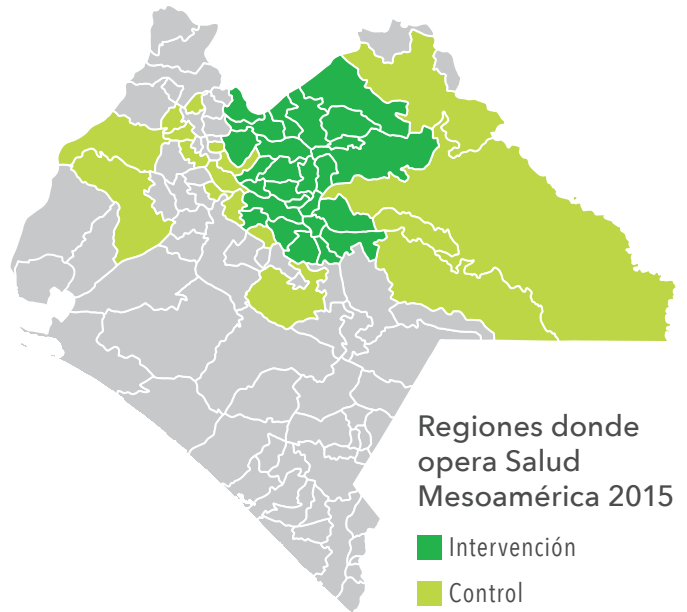 Regiones donde
opera Salud
Mesoamérica 2015
Intervención
Control